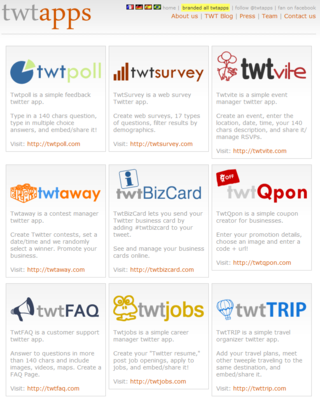 twtapps
home | branded all twtapps | follow @twtapps | fan on facebook
About us | TWT Blog | Press | Team | Contact us
twtpoll
Twtpoll is a simple feedback
twitter app.
Type in a 140 chars question,
type in multiple choice
answers, and embed/share it!
Visit: http://twtpoll.com
twtsurvey
TwtSurvey is a web survey
Twitter app.
Create web surveys, 17 types
of questions, filter results by
demographics.
Visit: http://twtsurvey.com
twtvite
Twtvite is a simple event
manager twitter app.
Create an event, enter the
location, date, time, your 140
chars description, and share it/
manage RSVPs.
Visit: http://twtvite.com
twtaway
Twtaway is a contest manager
twitter app.
Create Twitter contests, set a
date/time and we randomly
select a winner. Promote your
business.
Visit: http://twtaway.com
twtBizCard
TwtBizCard lets you send your
Twitter business card by
adding #twtbizcard to your
tweet.
See and manage your business
cards online.
Visit: http://twtbizcard.com
OFF
twtQpon
TwtQpon is a simple coupon
creator for businesses.
Enter your promotion details,
choose an image and enter a
code + url!
Visit: http://twtqpon.com
twtFAQ
TwtFAQ is a customer support
twitter app.
Answer to questions in more
than 140 chars and include
images, videos, maps. Create a
FAQ Page.
Visit: http://twtfaq.com
twtjobs
Twtjobs is a simple career
manager twitter app.
Create your "Twitter resume,"
post job openings, apply to
jobs, and embed/share it!
Visit: http://twtjobs.com
twtTRIP
TwtTRIP is a simple travel
organizer twitter app.
Add your travel plans, meet
other tweeple traveling to the
same destination, and
embed/share it.
Visit: http://twttrip.com